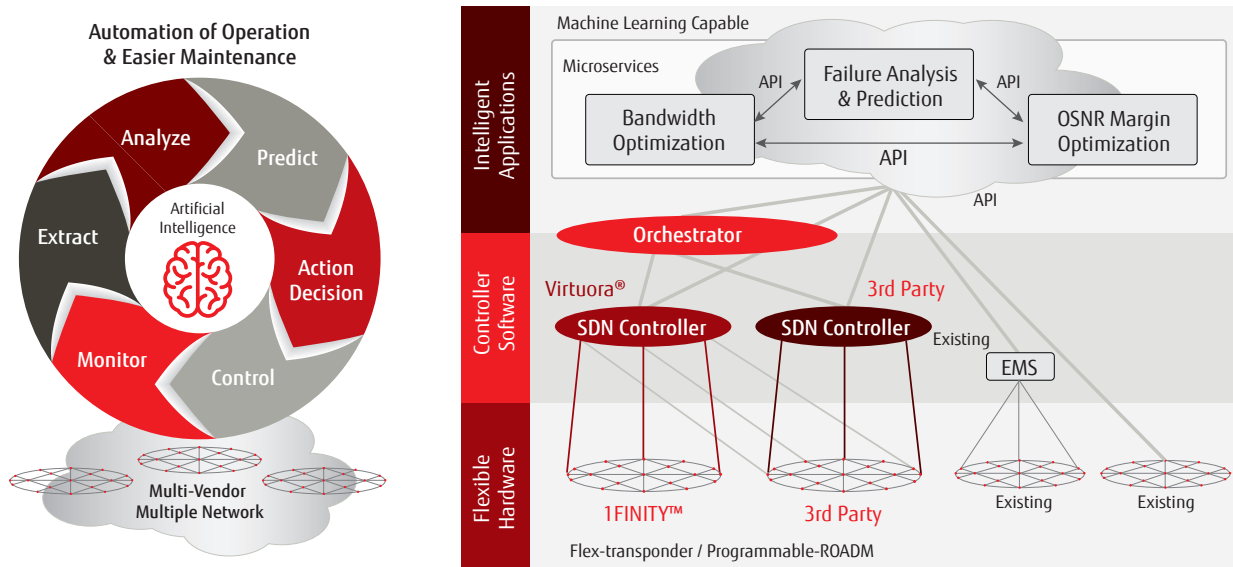 Automation of Operation
& Easier Maintenance
Analyze
Predict
Extract
Artificial
Intelligence
Action
Decision
Monitor
Control
Multi-Vendor
Multiple Network
Intelligent
Applications
Machine Learning Capable
Microservices
API
Failure Analysis
& Prediction
API
Bandwidth
Optimization
OSNR Margin
Optimization
API
API
Controller
Software
Orchestrator
Virtuora®
3rd Party
SDN Controller
SDN Controller
Existing
EMS
Flexible
Hardware
1FINITY™
3rd Party
Existing
Existing
Flex-transponder / Programmable-ROADM